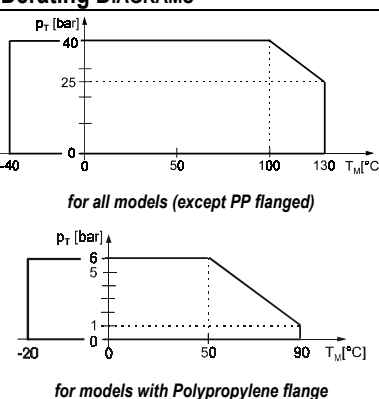 Derating DIAGRAMS
pT [bar]
40
25
0
-40 0 50 100 130 TM[°C
for all models (except PP flanged)
pT [bar]
6
5
1
0
-20 0 50 90 TM[°C]
for models with Polypropylene flange